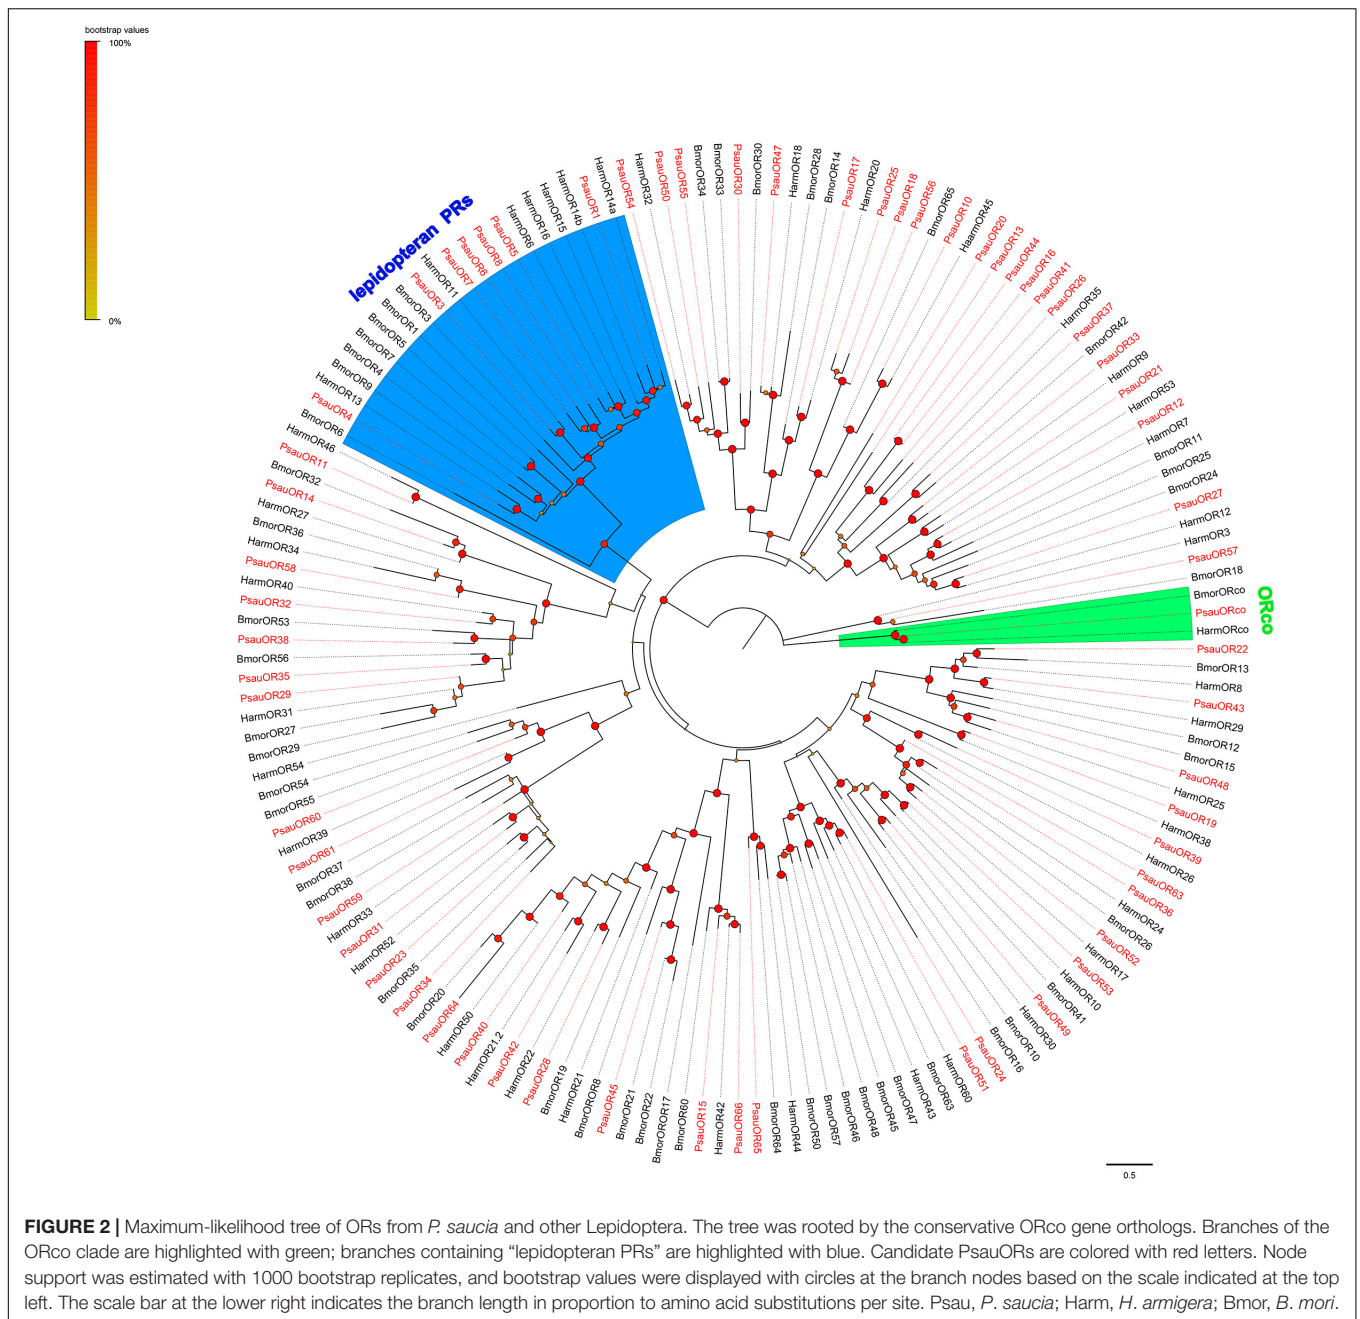 bootstrap values
100%
0%
lepidopteran PRs
ORco
HarmOR14a
PsauOR54
HarmOR32
PsauOR50
PsauOR55
BmorOR34
BmorOR33
PsauOR30
BmorOR30
PsauOR47
HarmOR18
BmorOR28
BmorOR14
PsauOR17
HarmOR20
PsauOR25
PsauOR18
PsauOR56
BmorOR65
PsauOR10
HaarmOR45
PsauOR20
PsauOR13
PsauOR44
PsauOR16
PsauOR41
PsauOR26
HarmOR35
PsauOR37
BmorOR42
PsauOR33
HarmOR9
PsauOR21
HarmOR53
PsauOR12
HarmOR7
BmorOR11
BmorOR25
BmorOR24
PsauOR27
HarmOR12
HarmOR3
PsauOR57
BmorOR18
BmorORco
PsauORco
HarmORco
PsauOR22
BmorOR13
HarmOR8
PsauOR43
HarmOR29
BmorOR12
BmorOR15
PsauOR48
HarmOR25
PsauOR19
HarmOR38
PsauOR39
HarmOR26
PsauOR63
PsauOR36
HarmOR24
BmorOR26
PsauOR52
HarmOR17
PsauOR53
HarmOR10
BmorOR41
PsauOR49
HarmOR30
BmorOR10
BmorOR16
PsauOR24
PsauOR51
HarmOR60
BmorOR63
HarmOR43
BmorOR47
BmorOR45
BmorOR48
BmorOR46
BmorOR57
BmorOR50
HarmOR44
BmorOR64
PsauOR65
PsauOR66
HarmOR42
PsauOR15
BmorOR60
BmorOROR17
BmorOR22
BmorOR21
PsauOR45
BmorOROR8
HarmOR21
BmorOR19
PsauOR28
HarmOR22
PsauOR42
HarmOR21.2
PsauOR40
HarmOR50
PsauOR64
BmorOR20
PsauOR34
BmorOR35
PsauOR23
HarmOR52
PsauOR31
HarmOR33
PsauOR59
BmorOR38
BmorOR37
PsauOR61
HarmOR39
PsauOR60
BmorOR55
BmorOR54
HarmOR54
BmorOR29
BmorOR27
HarmOR31
PsauOR29
PsauOR35
BmorOR56
PsauOR38
BmorOR53
PsauOR32
HarmOR40
PsauOR58
HarmOR34
BmorOR36
HarmOR27
PsauOR14
BmorOR32
PsauOR11
HarmOR46
BmorOR6
PsauOR4
HarmOR13
BmorOR9
BmorOR4
BmorOR7
BmorOR5
BmorOR1
BmorOR3
PsauOR3
HarmOR11
PsauOR7
PsauOR6
PsauOR8
PsauOR5
HarmOR6
HarmOR16
HarmOR15
HarmOR14b
PsauOR1
0.5
FIGURE 2 | Maximum-likelihood tree of ORs from P. saucia and other Lepidoptera. The tree was rooted by the conservative ORco gene orthologs. Branches of the
ORco clade are highlighted with green; branches containing “lepidopteran PRs” are highlighted with blue. Candidate PsauORs are colored with red letters. Node
support was estimated with 1000 bootstrap replicates, and bootstrap values were displayed with circles at the branch nodes based on the scale indicated at the top
left. The scale bar at the lower right indicates the branch length in proportion to amino acid substitutions per site. Psau, P. saucia; Harm, H. armigera; Bmor, B. mori.